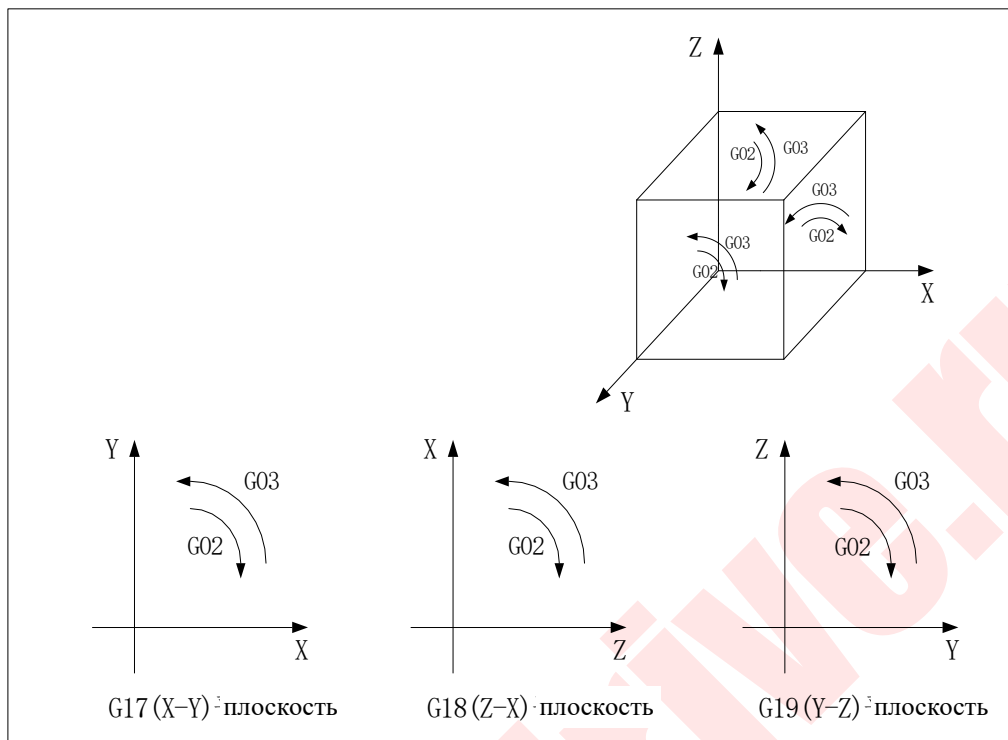 Z
G02
G03
G03
G02
G03
G02
X
Y
Y
X
Z
G03
G03
G03
G02
G02
G02
X
Z
Y
G17(X-Y) плоскость
G18(Z-X) плоскость
G19(Y-Z) плоскость